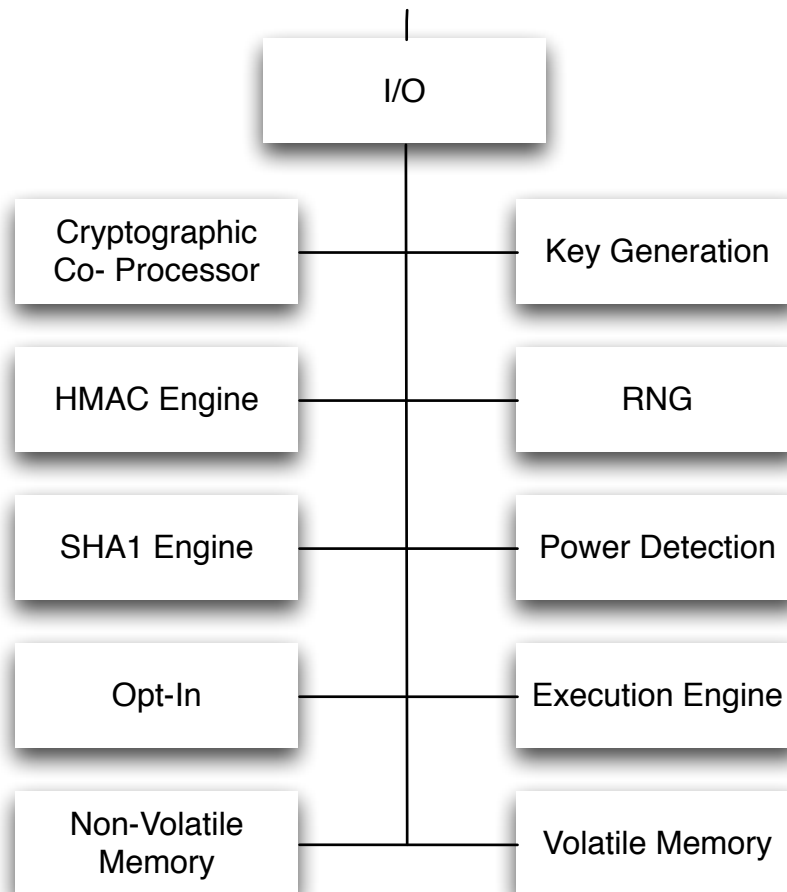 I/O
Cryptographic
Co- Processor
Key Generation
HMAC Engine
RNG
SHA1 Engine
Power Detection
Opt-In
Execution Engine
Non-Volatile
Memory
Volatile Memory